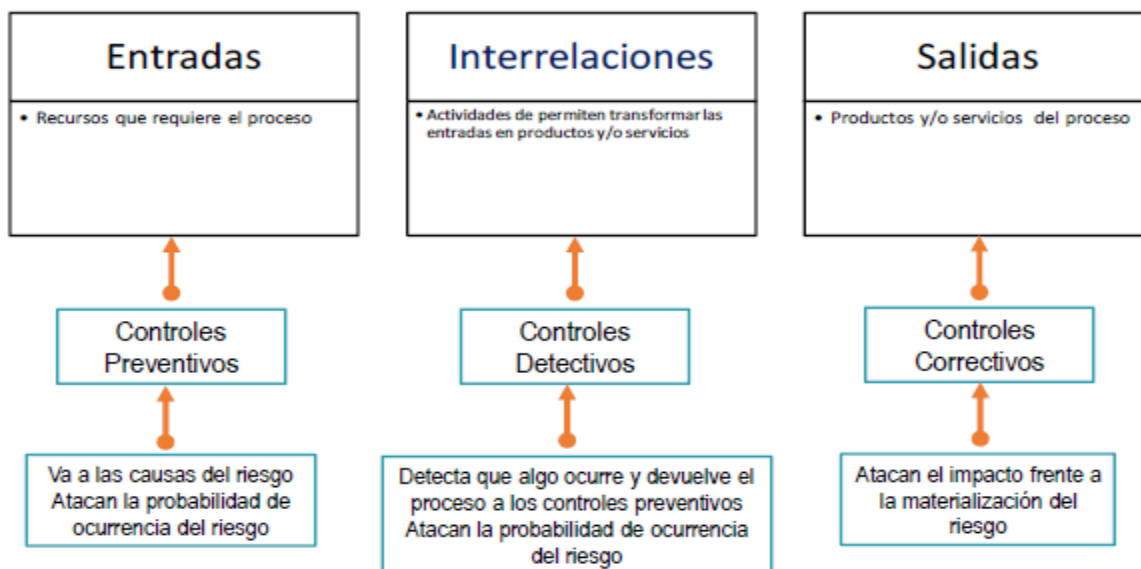 Entradas
• Recursos que requiere el proceso
Interrelaciones
• Actividades de permiten transformar las
entradas en productos y/o servicios
Salidas
• Productos y/o servicios del proceso
Controles
Preventivos
Controles
Detectivos
Controles
Correctivos
Va a las causas del riesgo
Atacan la probabilidad de
ocurrencia del riesgo
Detecta que algo ocurre y devuelve el
proceso a los controles preventivos
Atacan la probabilidad de ocurrencia
del riesgo
Atacan el impacto frente a
la materialización del
riesgo